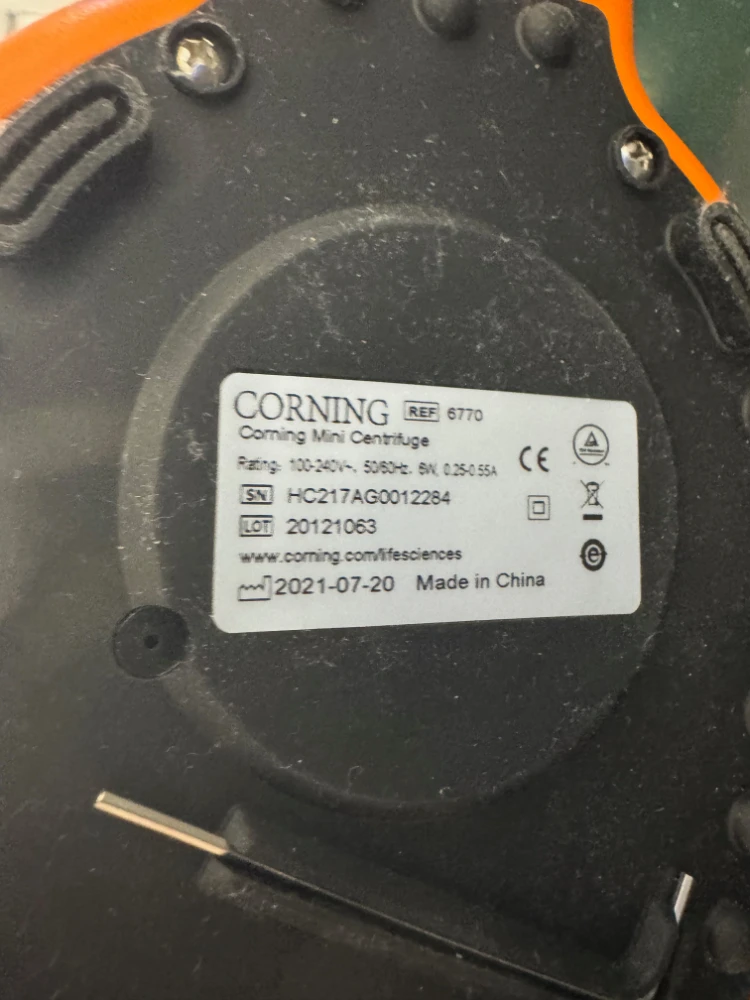 CORNING REF 6770
Corning Mini Centrifuge
Rating: 100-240V~, 50/60Hz, 6W, 0.25-0.55A
CE
SN HC217AG0012284
LOT 20121063
www.corning.com/lifesciences
2021-07-20 Made in China
e